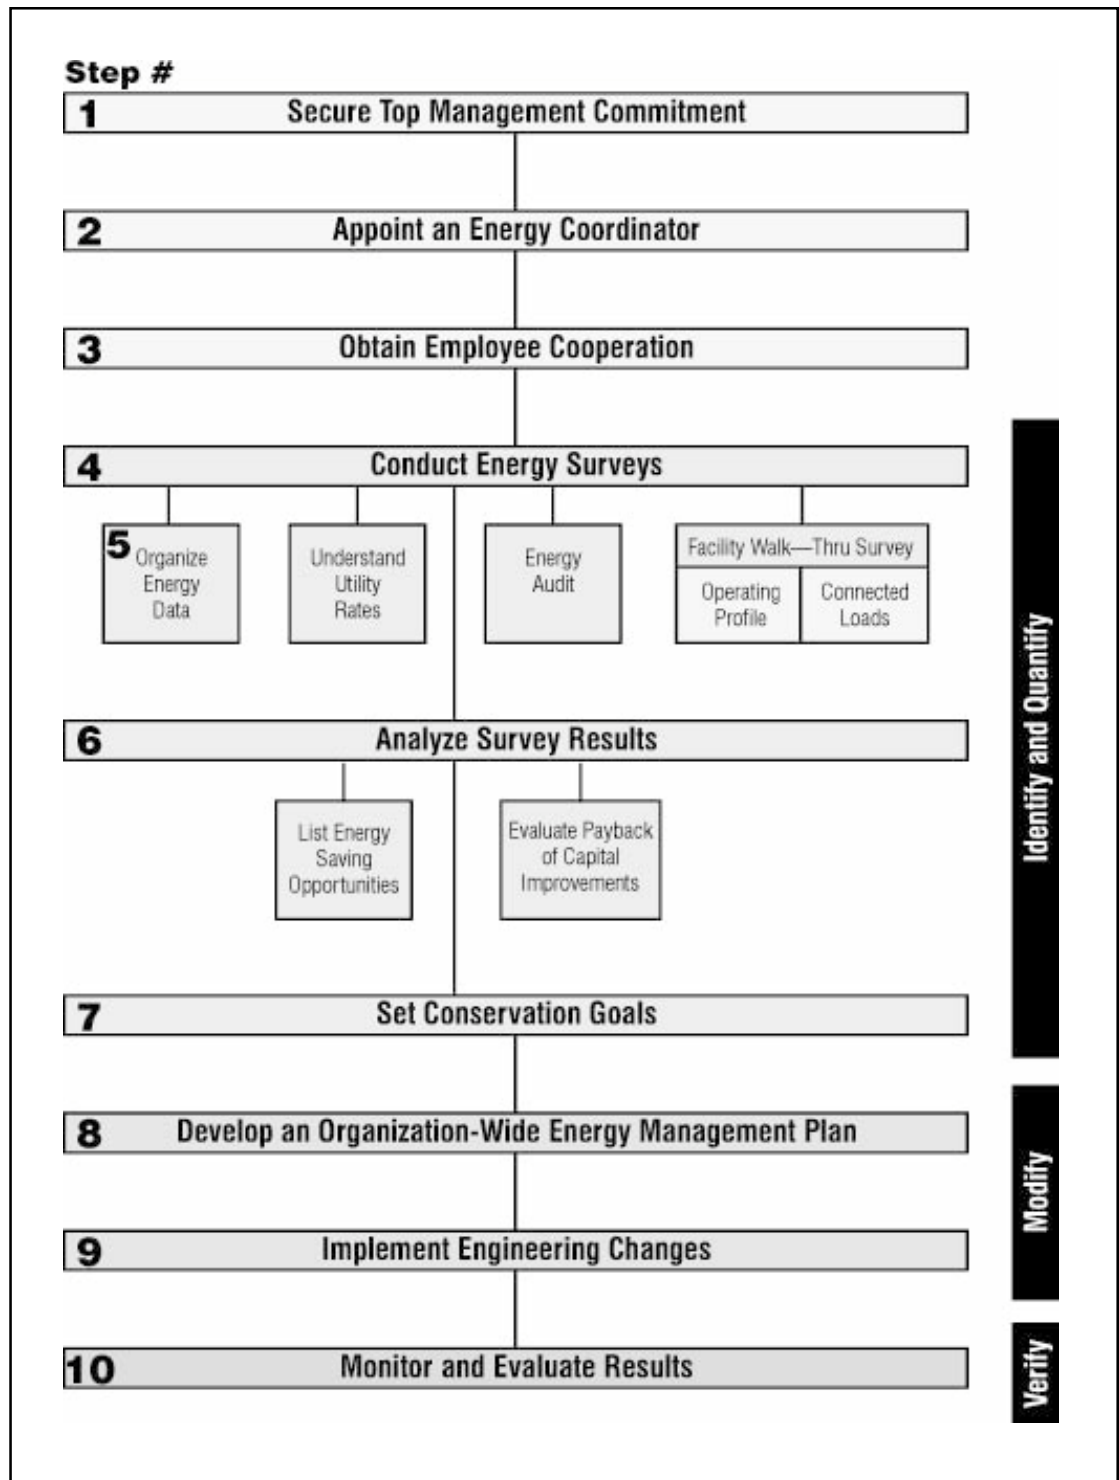 Step #
1 Secure Top Management Commitment
2 Appoint an Energy Coordinator
3 Obtain Employee Cooperation
4 Conduct Energy Surveys
5 Organize
Energy
Data
Understand
Utility
Rates
Energy
Audit
Facility Walk—Thru Survey
Operating
Profile
Connected
Loads
6 Analyze Survey Results
List Energy
Saving
Opportunities
Evaluate Payback
of Capital
Improvements
7 Set Conservation Goals
8 Develop an Organization-Wide Energy Management Plan
9 Implement Engineering Changes
10 Monitor and Evaluate Results
Identify and Quantify
Modify
Verify